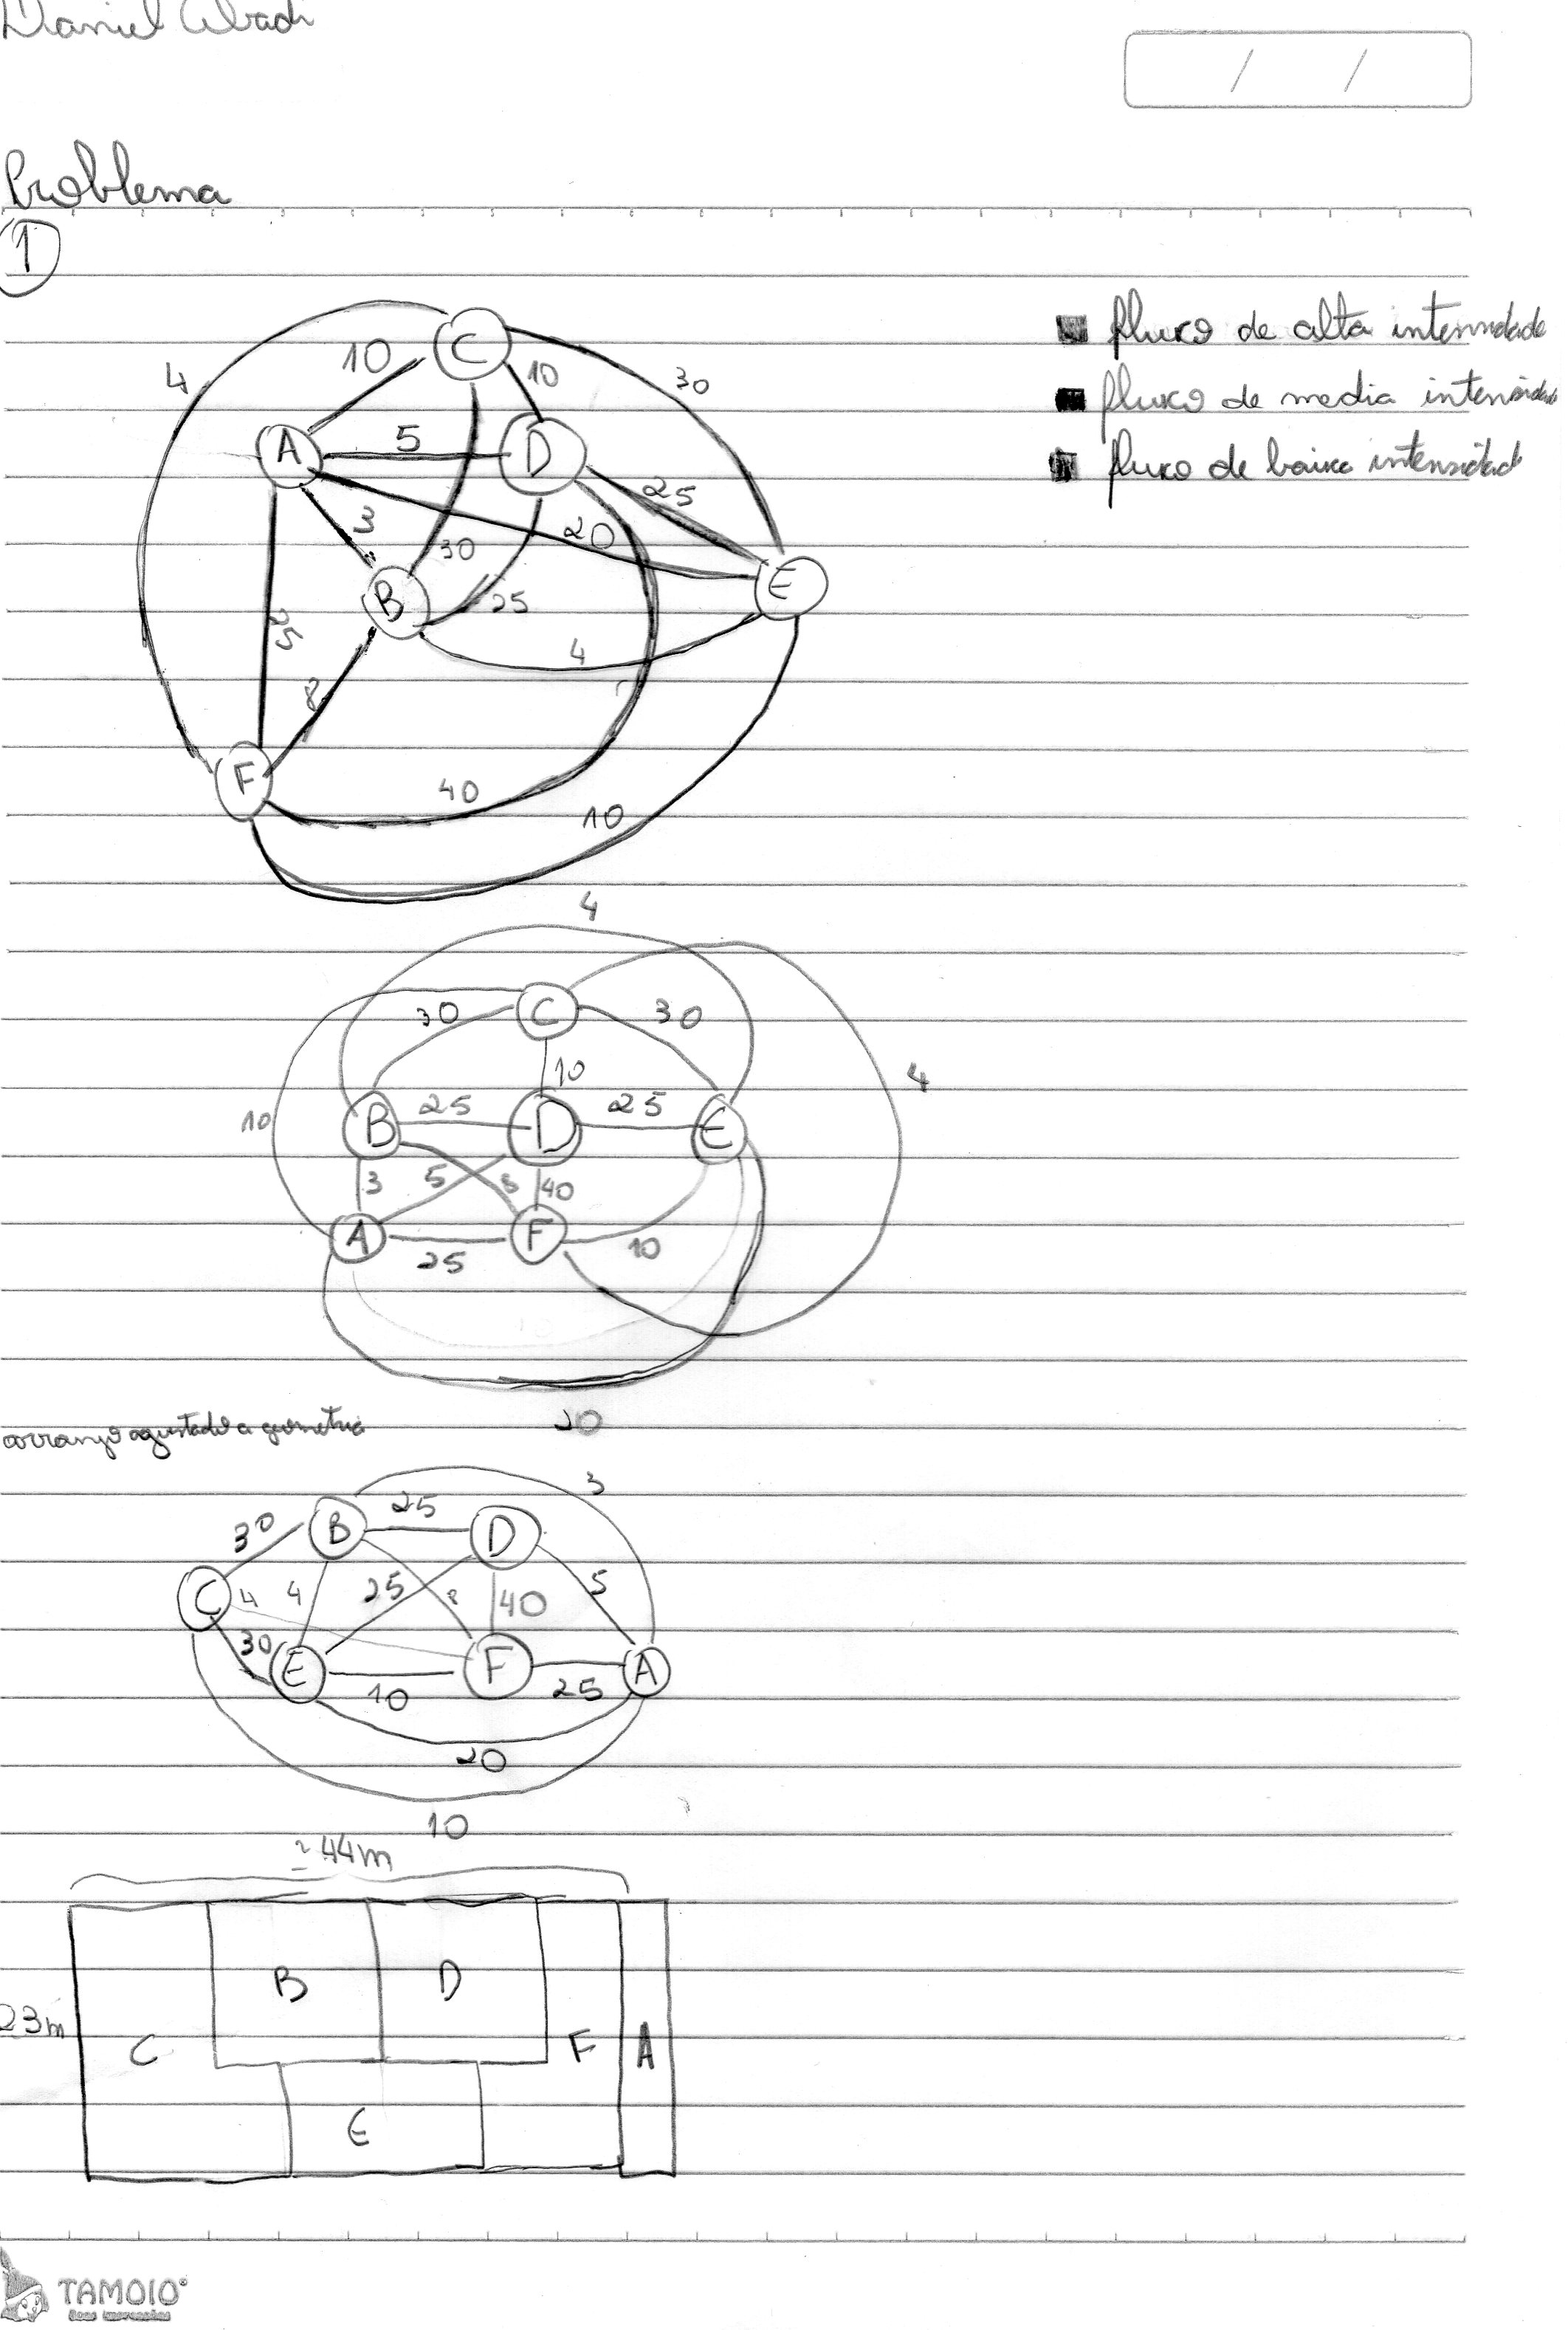 Daniel Abadi
/ /
Problema
1
fluxo de alta intensidade
fluxo de media intensidade
fluxo de baixa intensidad
C
4
10
10
30
A
5
D
25
3
30
20
E
B
25
25
4
8
F
40
10
4
C
30
30
10
4
10
B
25
D
25
E
3
5
8
40
A
25
F
10
20
arranjo ajustado a geometria
3
B
25
D
30
C
4
4
25
8
40
5
30
E
10
F
25
A
20
10
≃ 44m
B
D
23m
C
F
A
E
TAMOIO®
Boas impressões